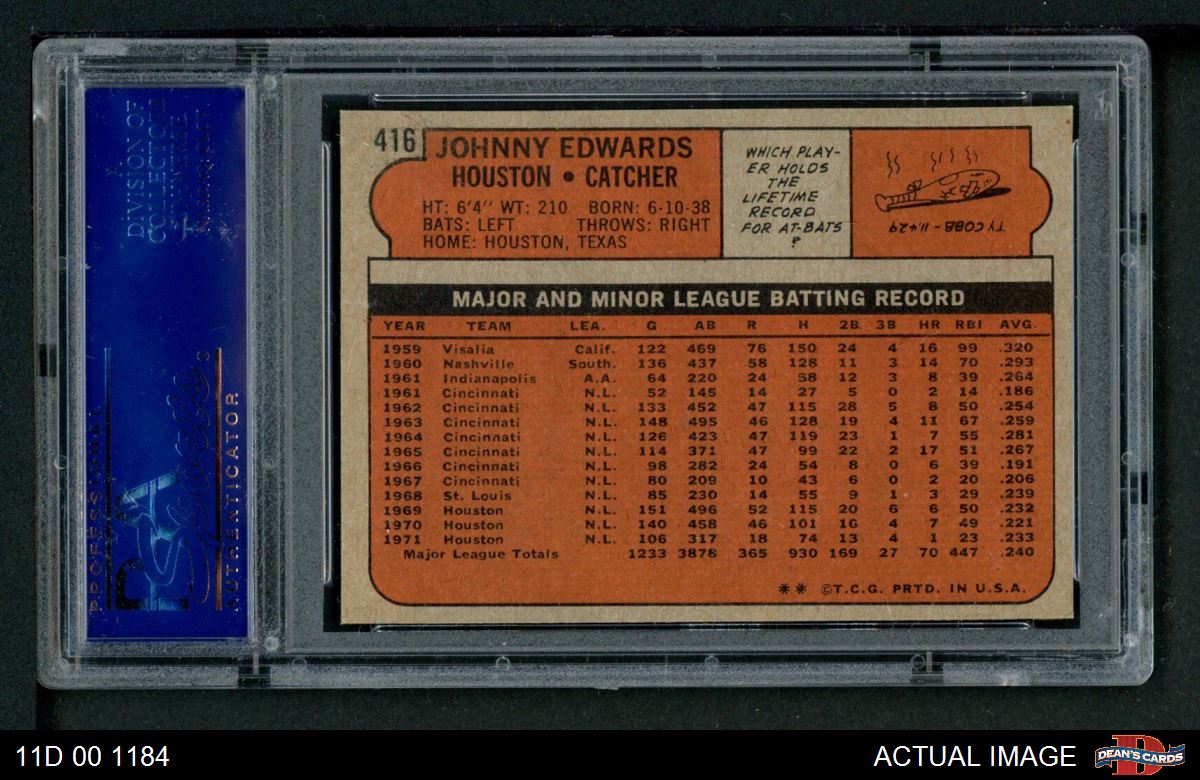 DIVISION OF
COLLECTORS
UNIVERSE
PROFESSIONAL
PSA
AUTHENTICATOR
416
JOHNNY EDWARDS
HOUSTON • CATCHER
HT: 6'4" WT: 210 BORN: 6-10-38
BATS: LEFT THROWS: RIGHT
HOME: HOUSTON, TEXAS
WHICH PLAY-
ER HOLDS
THE
LIFETIME
RECORD
FOR AT-BATS
?
TY COBB - 11,429
MAJOR AND MINOR LEAGUE BATTING RECORD
YEAR TEAM LEA. G AB R H 2B 3B HR RBI AVG.
1959 Visalia Calif. 122 469 76 150 24 4 16 99 .320
1960 Nashville South. 136 437 58 128 11 3 14 70 .293
1961 Indianapolis A.A. 64 220 24 58 12 3 8 39 .264
1961 Cincinnati N.L. 52 145 14 27 5 0 2 14 .186
1962 Cincinnati N.L. 133 452 47 115 28 5 8 50 .254
1963 Cincinnati N.L. 148 495 46 128 19 4 11 67 .259
1964 Cincinnati N.L. 126 423 47 119 23 1 7 55 .281
1965 Cincinnati N.L. 114 371 47 99 22 2 17 51 .267
1966 Cincinnati N.L. 98 282 24 54 8 0 6 39 .191
1967 Cincinnati N.L. 80 209 10 43 6 0 2 20 .206
1968 St. Louis N.L. 85 230 14 55 9 1 3 29 .239
1969 Houston N.L. 151 496 52 115 20 6 6 50 .232
1970 Houston N.L. 140 458 46 101 16 4 7 49 .221
1971 Houston N.L. 106 317 18 74 13 4 1 23 .233
Major League Totals 1233 3878 365 930 169 27 70 447 .240
** ©T.C.G. PRTD. IN U.S.A.
11D 00 1184
ACTUAL IMAGE
DEAN'S CARDS